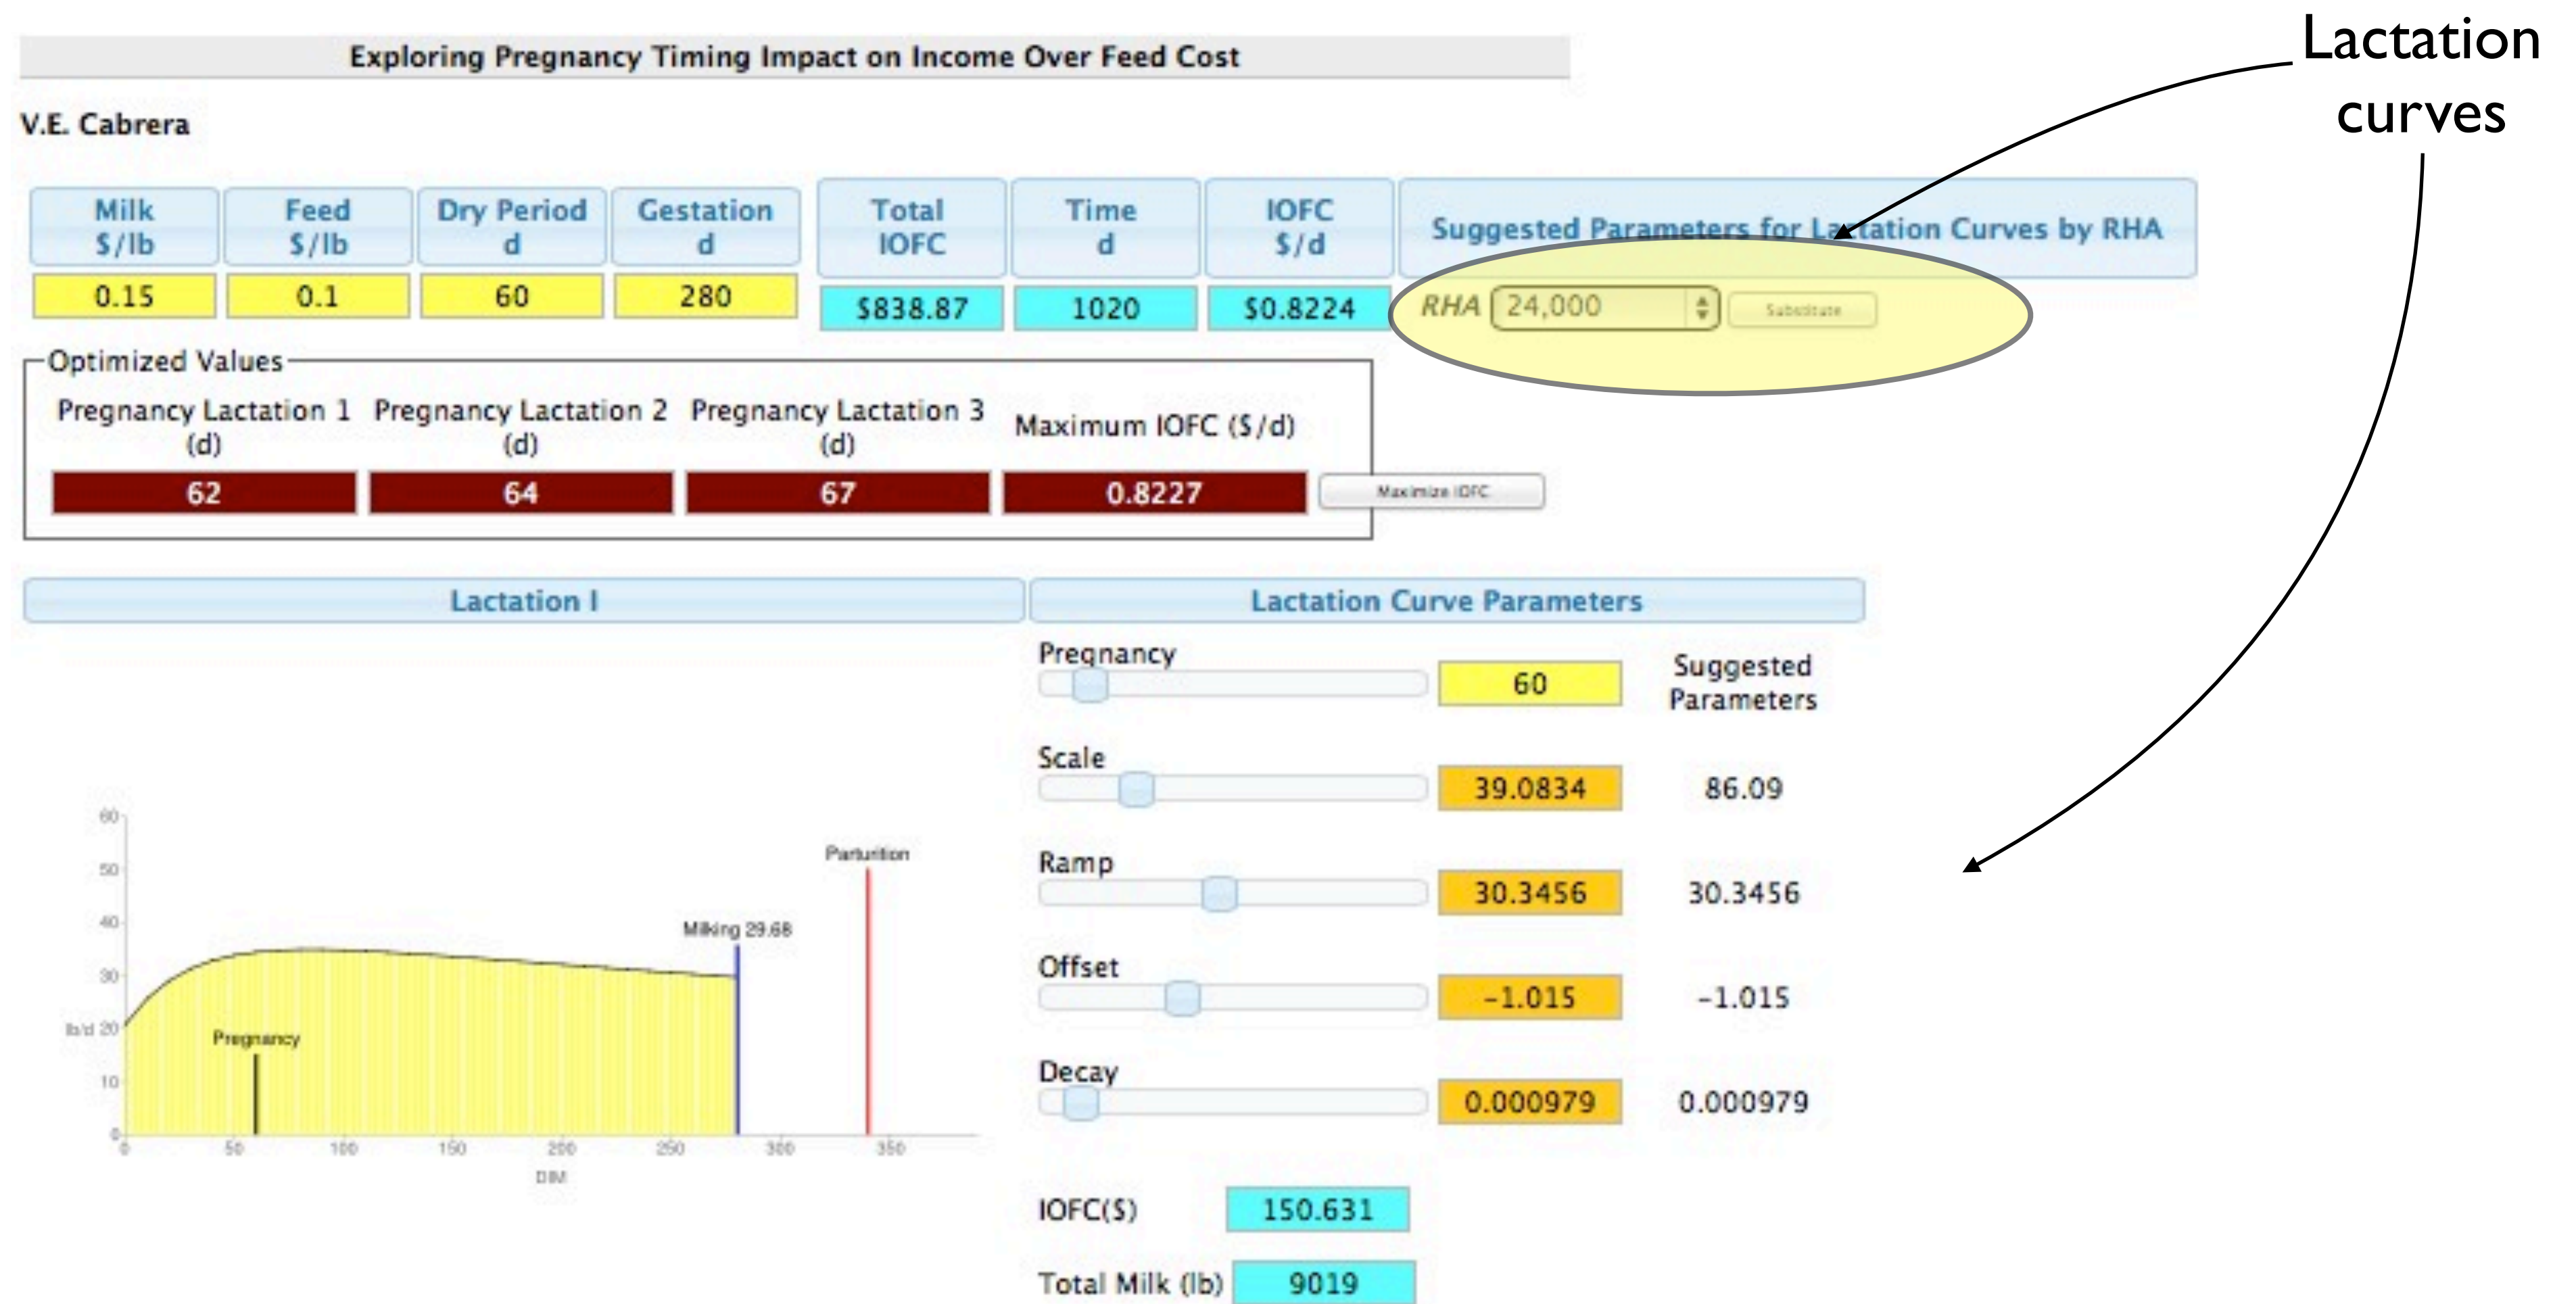 Lactation
curves
Exploring Pregnancy Timing Impact on Income Over Feed Cost
V.E. Cabrera
Milk $/lb
Feed $/lb
Dry Period d
Gestation d
Total IOFC
Time d
IOFC $/d
Suggested Parameters for Lactation Curves by RHA
0.15 0.1 60 280 $838.87 1020 $0.8224
RHA 24,000 Substitute
Optimized Values
Pregnancy Lactation 1 (d)
Pregnancy Lactation 2 (d)
Pregnancy Lactation 3 (d)
Maximum IOFC ($/d)
62 64 67 0.8227 Maximize IOFC
Lactation I
Lactation Curve Parameters
Pregnancy
60
Suggested
Parameters
Scale
39.0834 86.09
Ramp
30.3456 30.3456
Offset
-1.015 -1.015
Decay
0.000979 0.000979
IOFC($) 150.631
Total Milk (lb) 9019
60
50
40
30
lb/d 20
10
0
Parturition
Milking 29.68
Pregnancy
0 50 100 150 200 250 300 350
DIM